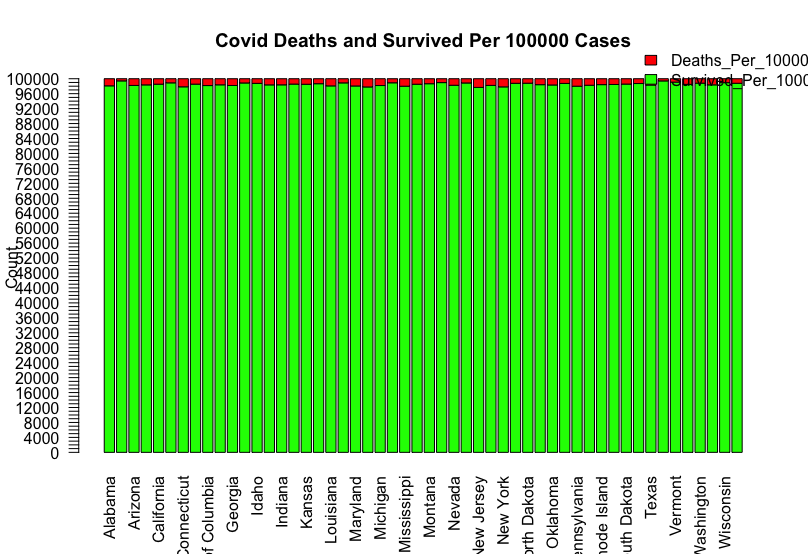 Covid Deaths and Survived Per 100000 Cases
Deaths_Per_10000
Survived_Per_1000
100000
96000
92000
88000
84000
80000
76000
72000
68000
64000
60000
56000
52000
48000
44000
40000
36000
32000
28000
24000
20000
16000
12000
8000
4000
0
Count
Alabama
Arizona
California
Connecticut
of Columbia
Georgia
Idaho
Indiana
Kansas
Louisiana
Maryland
Michigan
Mississippi
Montana
Nevada
New Jersey
New York
orth Dakota
Oklahoma
ennsylvania
hode Island
uth Dakota
Texas
Vermont
Washington
Wisconsin